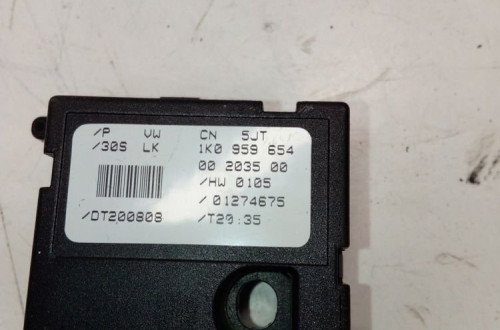 /P VW CN 5JT
/30S LK 1K0 959 654
00 2035 00
/HW 0105
/01274675
/DT200808 /T20:35